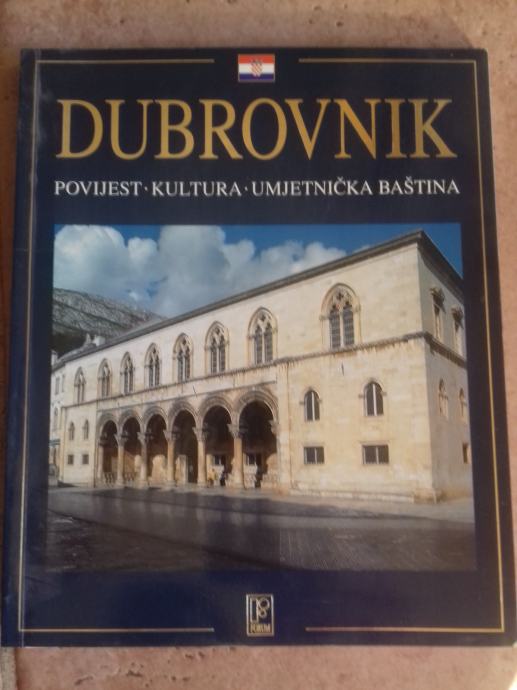 DUBROVNIK
POVIJEST · KULTURA · UMJETNIČKA BAŠTINA
FORUM